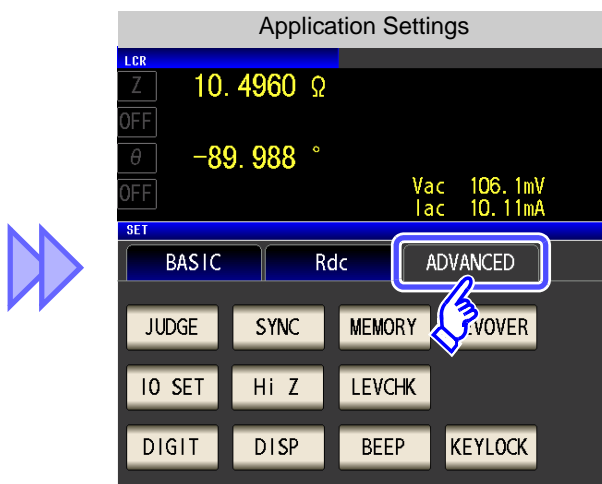 Application Settings
LCR
Z 10.4960 Ω
OFF
θ -89.988 °
OFF
Vac 106.1mV
Iac 10.11mA
SET
BASIC Rdc ADVANCED
JUDGE SYNC MEMORY VOVER
IO SET Hi Z LEVCHK
DIGIT DISP BEEP KEYLOCK